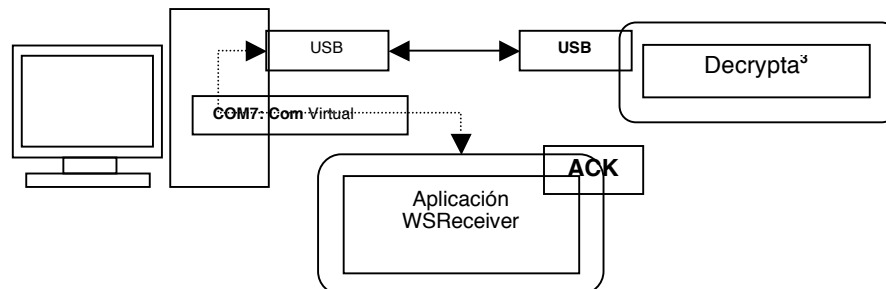 USB
USB
Decrypta³
COM7: Com Virtual
ACK
Aplicación
WSReceiver